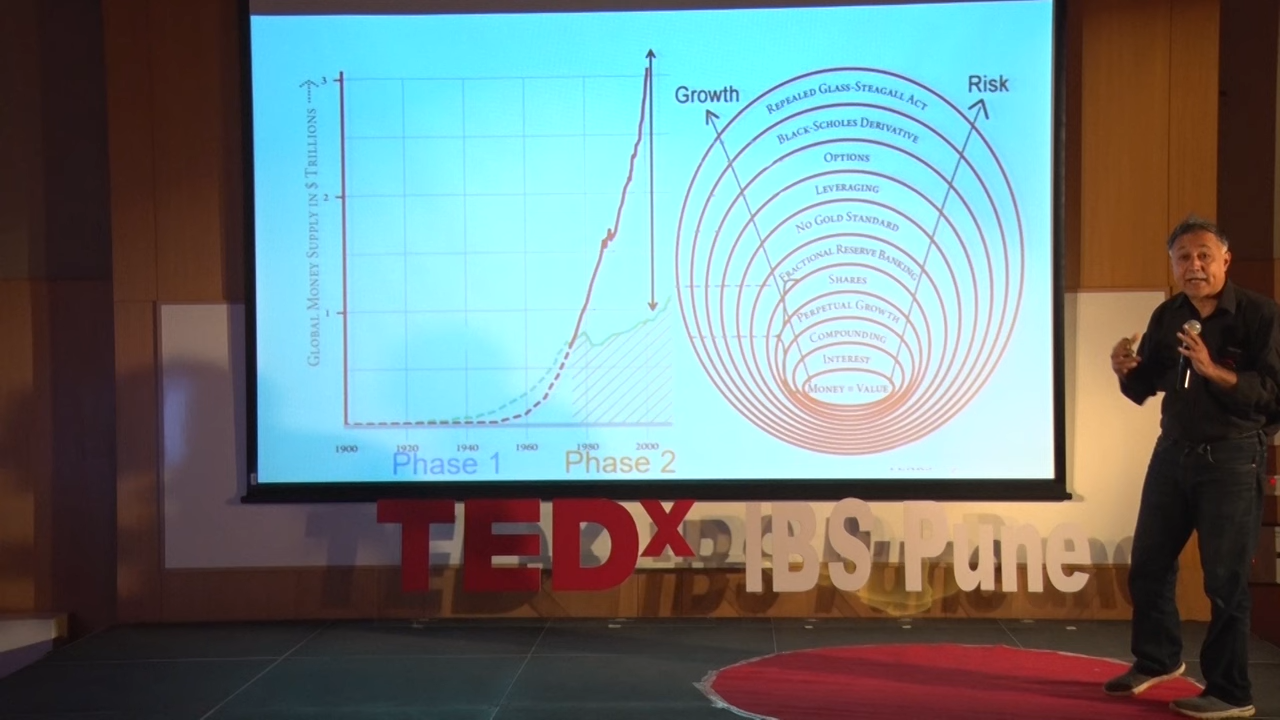 Global Money Supply in $ Trillions
3
2
1
1900 1920 1940 1960 1980 2000
Phase 1 Phase 2
Growth
Risk
Repealed Glass-Steagall Act
Black-Scholes Derivative
Options
Leveraging
No Gold Standard
Fractional Reserve Banking
Shares
Perpetual Growth
Compounding
Interest
Money = Value
TEDx IBS Pune